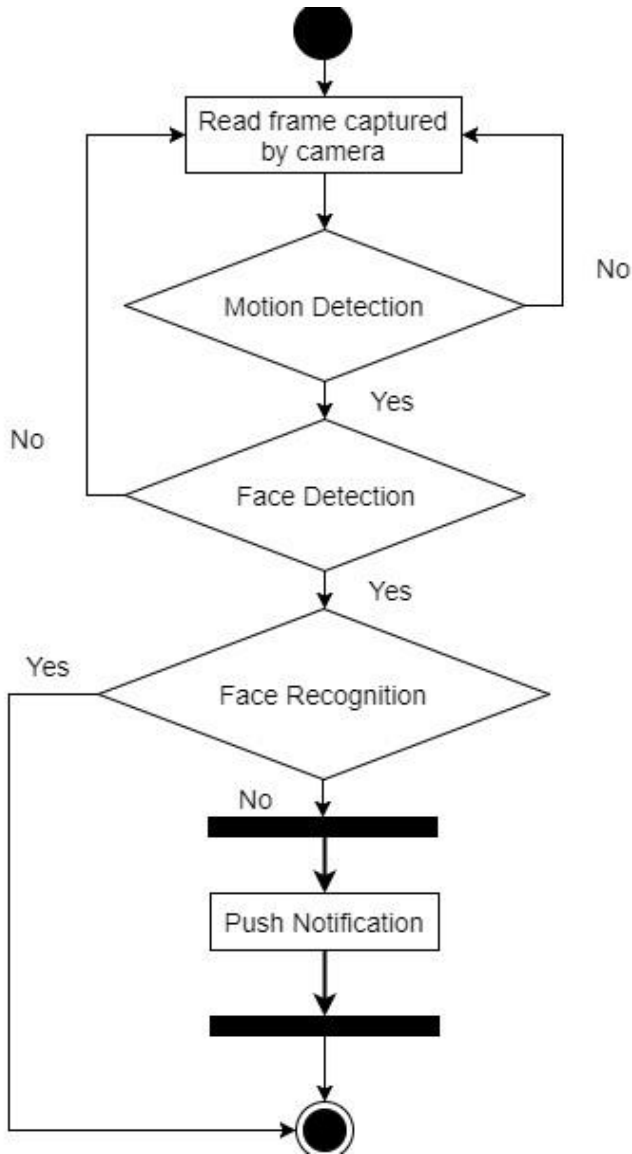 Read frame captured
by camera
Motion Detection
No
Yes
No
Face Detection
Yes
Yes
Face Recognition
No
Push Notification